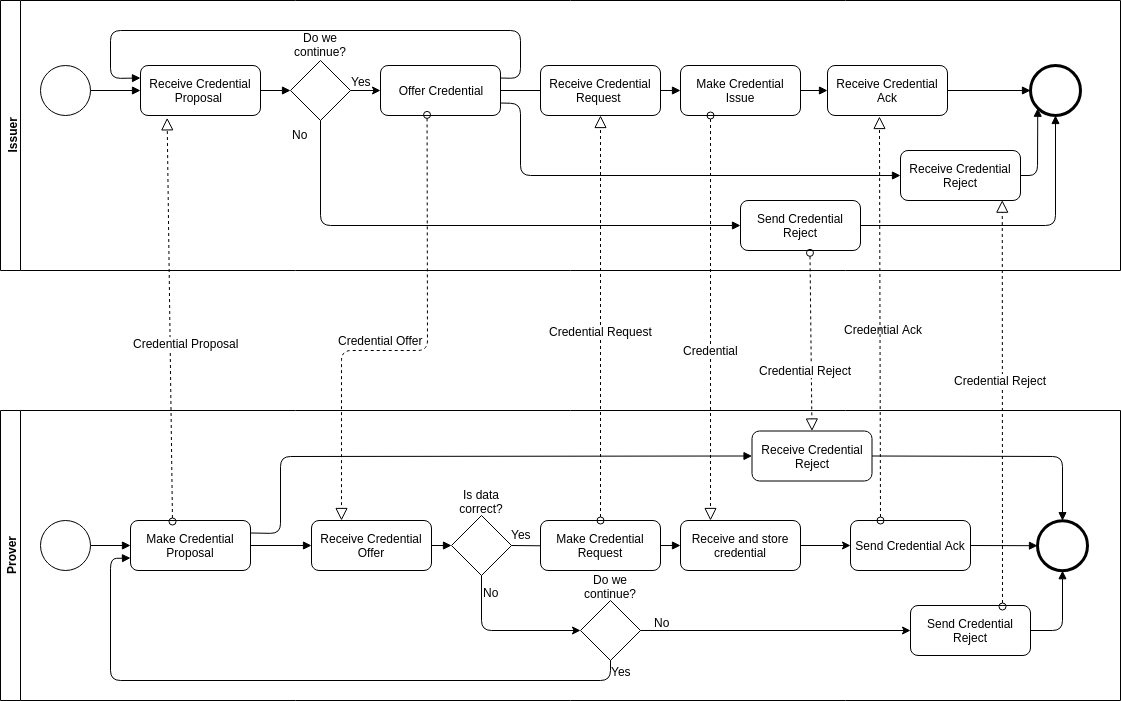 Issuer
Do we
continue?
Receive Credential
Proposal
Yes
Offer Credential
Receive Credential
Request
Make Credential
Issue
Receive Credential
Ack
No
Receive Credential
Reject
Send Credential
Reject
Credential Proposal
Credential Offer
Credential Request
Credential
Credential Reject
Credential Ack
Credential Reject
Prover
Receive Credential
Reject
Is data
correct?
Make Credential
Proposal
Receive Credential
Offer
Yes
Make Credential
Request
Receive and store
credential
Send Credential Ack
No
Do we
continue?
No
Send Credential
Reject
Yes